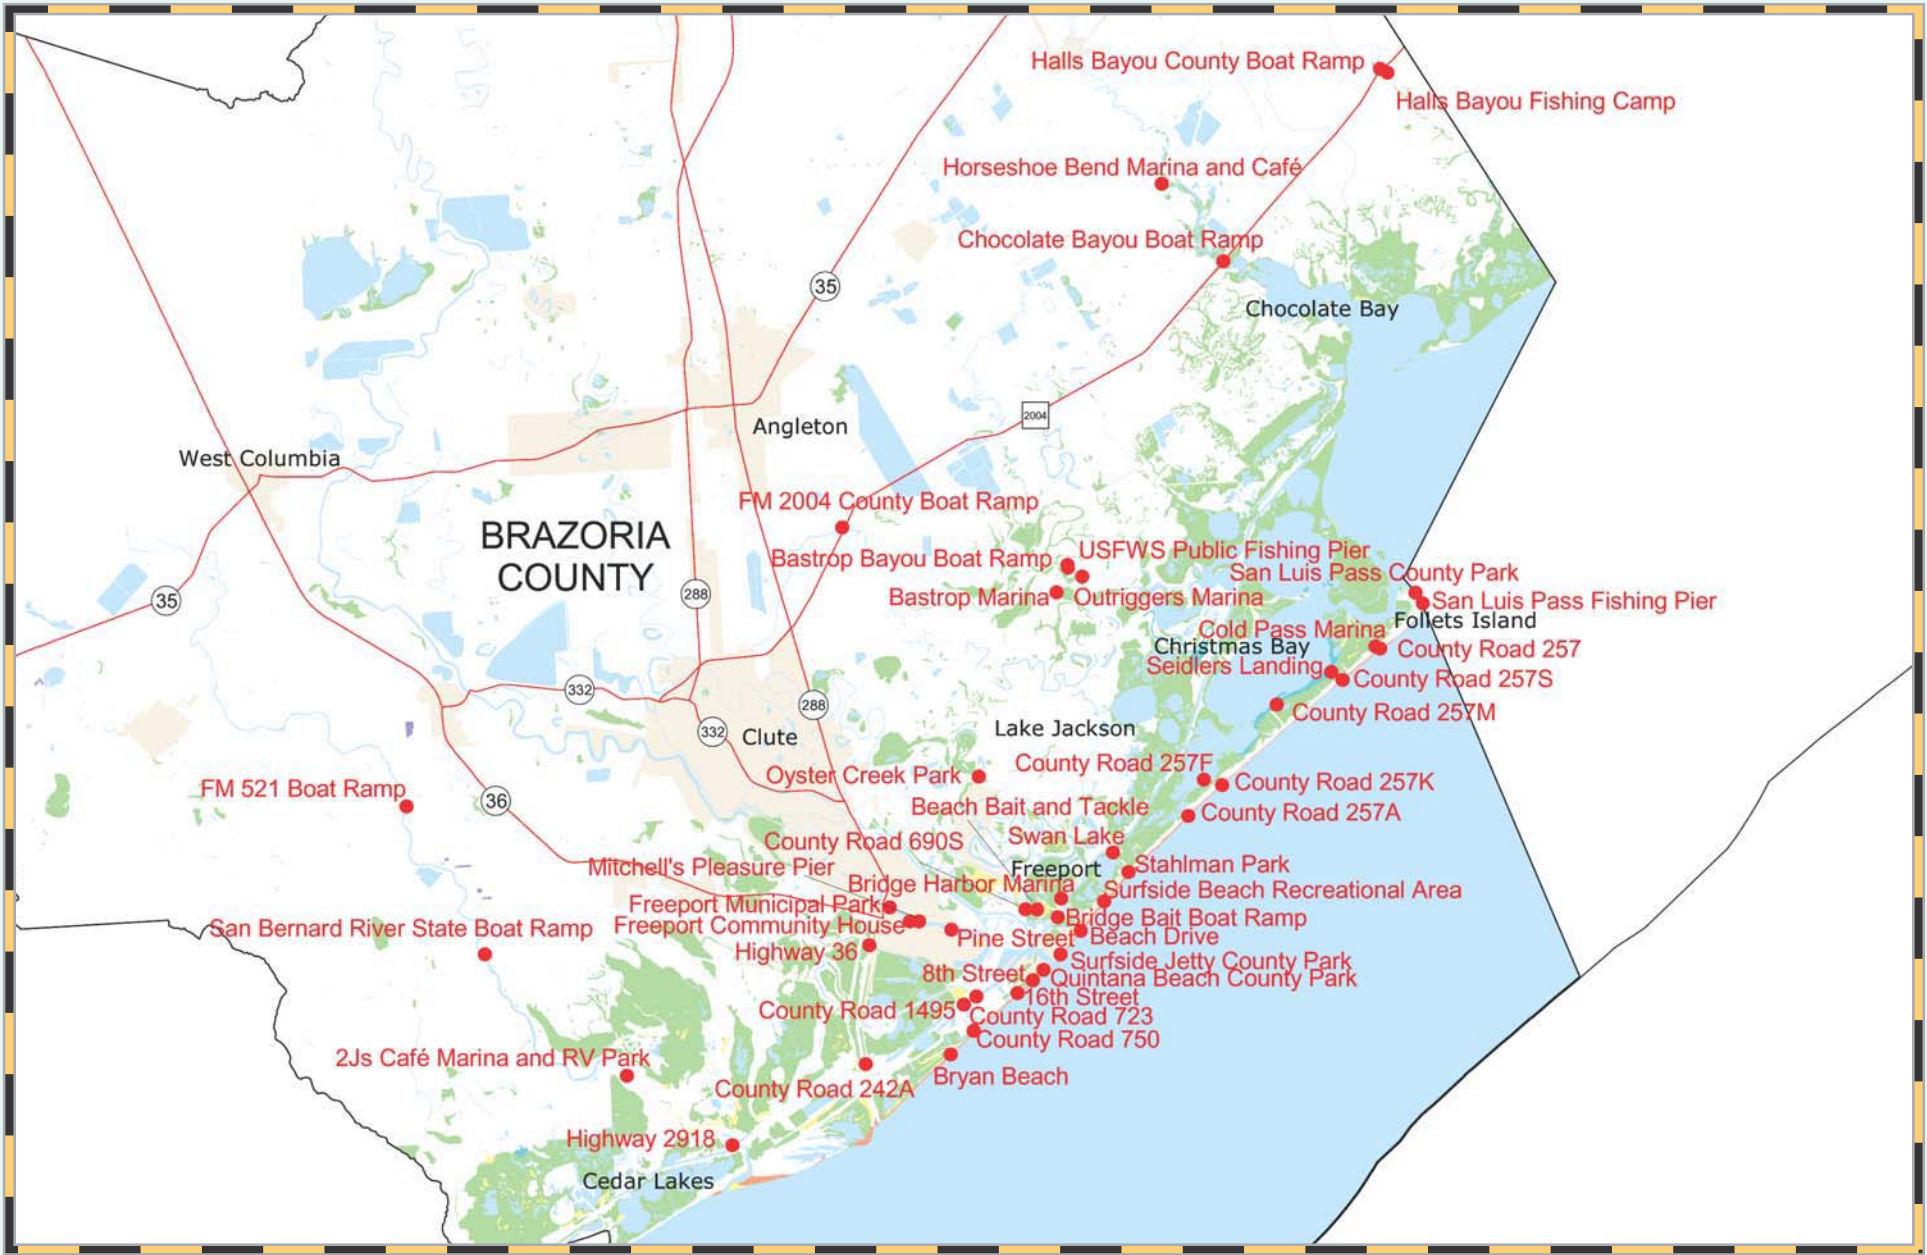 Halls Bayou County Boat Ramp
Halls Bayou Fishing Camp
Horseshoe Bend Marina and Café
Chocolate Bayou Boat Ramp
35
Chocolate Bay
2004
Angleton
West Columbia
FM 2004 County Boat Ramp
BRAZORIA
COUNTY
Bastrop Bayou Boat Ramp
USFWS Public Fishing Pier
San Luis Pass County Park
288
35
Bastrop Marina
Outriggers Marina
San Luis Pass Fishing Pier
Follets Island
Cold Pass Marina
Christmas Bay
County Road 257
Seidlers Landing
County Road 257S
332
288
County Road 257M
332
Clute
Lake Jackson
County Road 257F
Oyster Creek Park
County Road 257K
FM 521 Boat Ramp
36
Beach Bait and Tackle
County Road 257A
County Road 690S
Swan Lake
Mitchell's Pleasure Pier
Freeport
Stahlman Park
Bridge Harbor Marina
Surfside Beach Recreational Area
Freeport Municipal Park
Bridge Bait Boat Ramp
Freeport Community House
San Bernard River State Boat Ramp
Pine Street
Beach Drive
Highway 36
Surfside Jetty County Park
8th Street
Quintana Beach County Park
16th Street
County Road 1495
County Road 723
County Road 750
2Js Café Marina and RV Park
Bryan Beach
County Road 242A
Highway 2918
Cedar Lakes